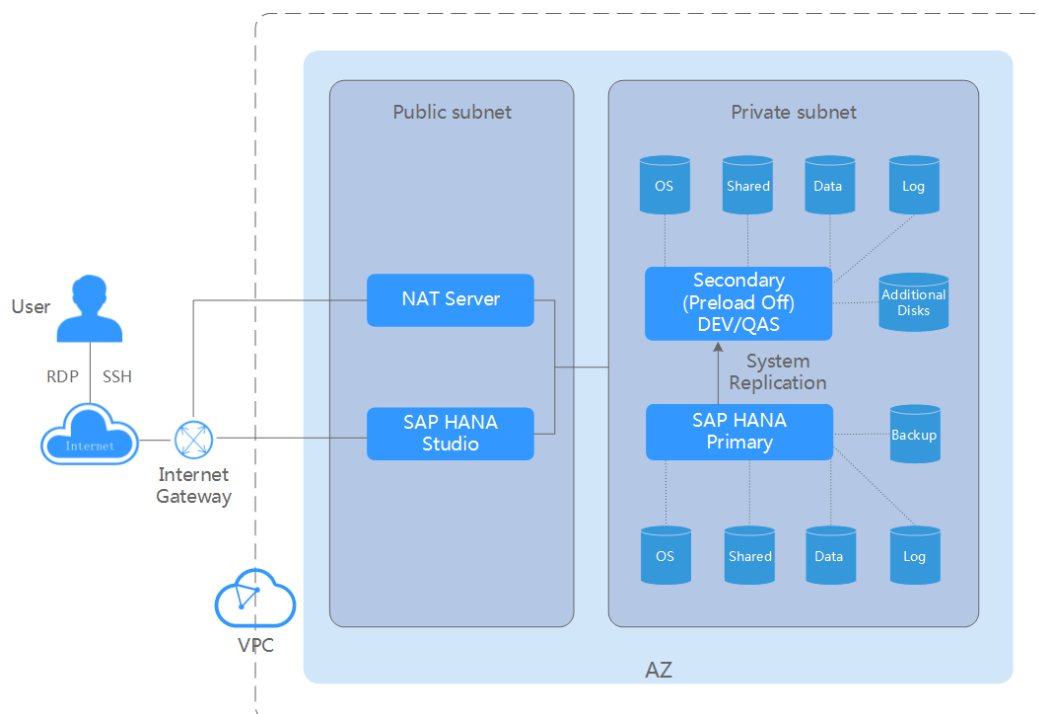 Public subnet
Private subnet
OS
Shared
Data
Log
User
NAT Server
Secondary
(Preload Off)
DEV/QAS
Additional
Disks
RDP
SSH
System
Replication
Internet
Internet
Gateway
SAP HANA
Studio
SAP HANA
Primary
Backup
OS
Shared
Data
Log
VPC
AZ